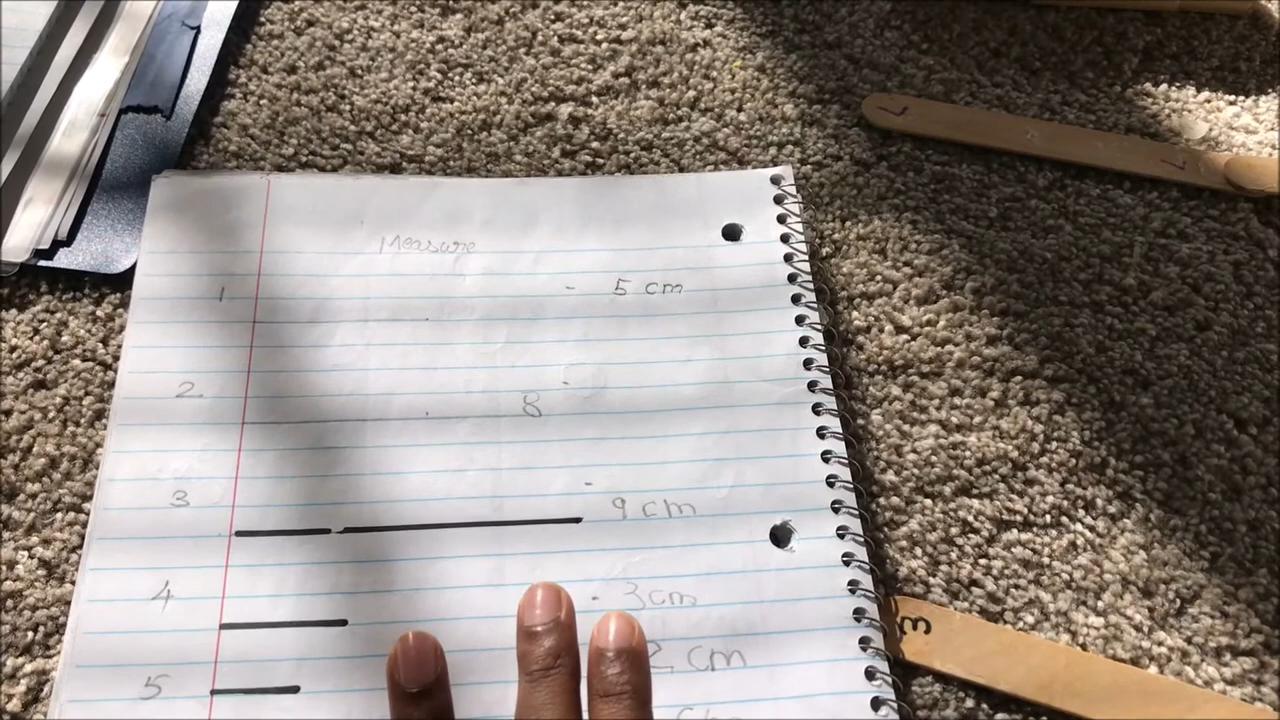 Measure
1 - 5 cm
2 - 8
3 - 9 cm
4 - 3cm
5 2 cm
3